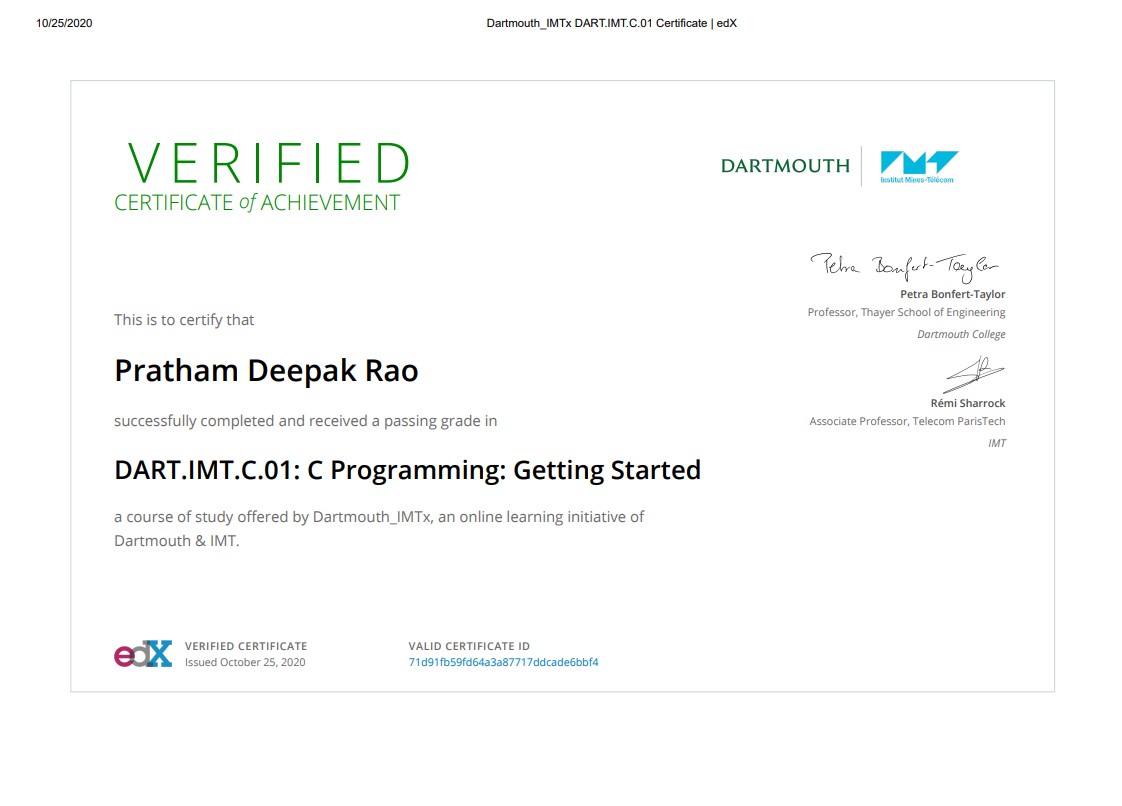 10/25/2020 Dartmouth_IMTx DART.IMT.C.01 Certificate | edX
VERIFIED
CERTIFICATE of ACHIEVEMENT
DARTMOUTH
IMT
Institut Mines-Télécom
Petra Bonfert-Taylor
Petra Bonfert-Taylor
Professor, Thayer School of Engineering
Dartmouth College
Rémi Sharrock
Associate Professor, Telecom ParisTech
IMT
This is to certify that
Pratham Deepak Rao
successfully completed and received a passing grade in
DART.IMT.C.01: C Programming: Getting Started
a course of study offered by Dartmouth_IMTx, an online learning initiative of
Dartmouth & IMT.
edX
VERIFIED CERTIFICATE
Issued October 25, 2020
VALID CERTIFICATE ID
71d91fb59fd64a3a87717ddcade6bbf4